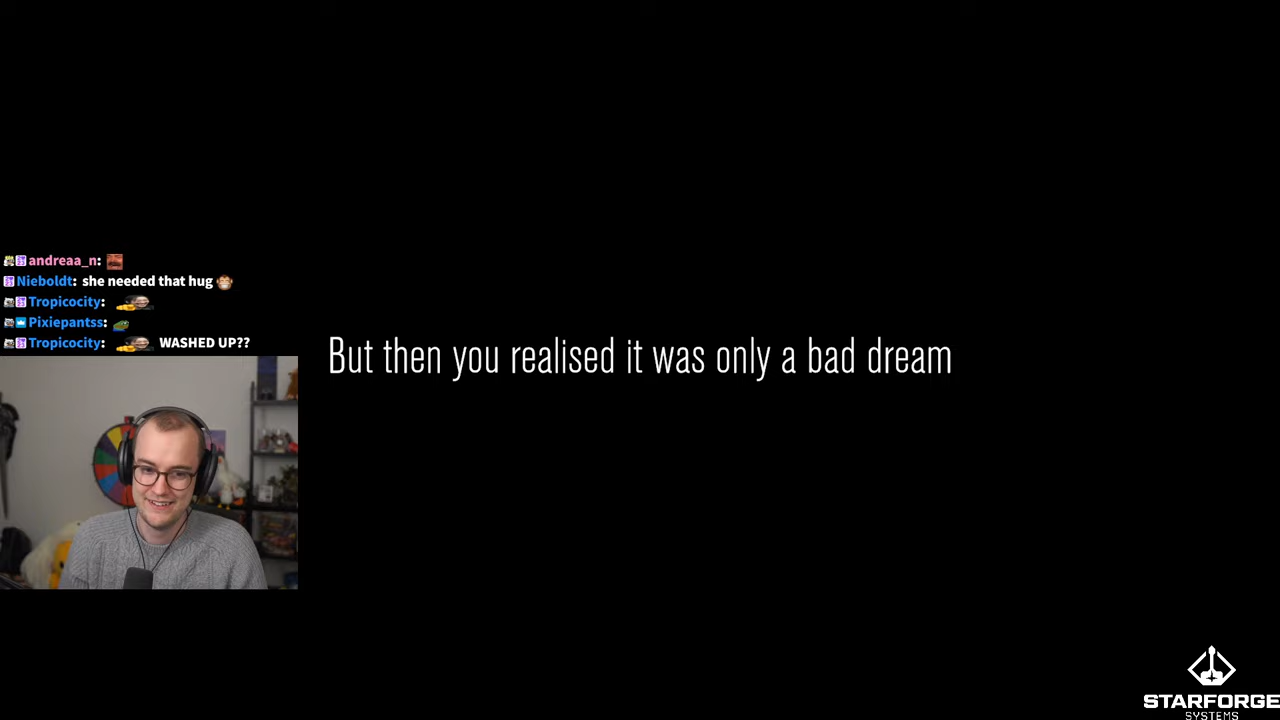 andreaa_n:
Nieboldt: she needed that hug
Tropicocity:
Pixiepantss:
Tropicocity: WASHED UP??
But then you realised it was only a bad dream
STARFORGE
SYSTEMS